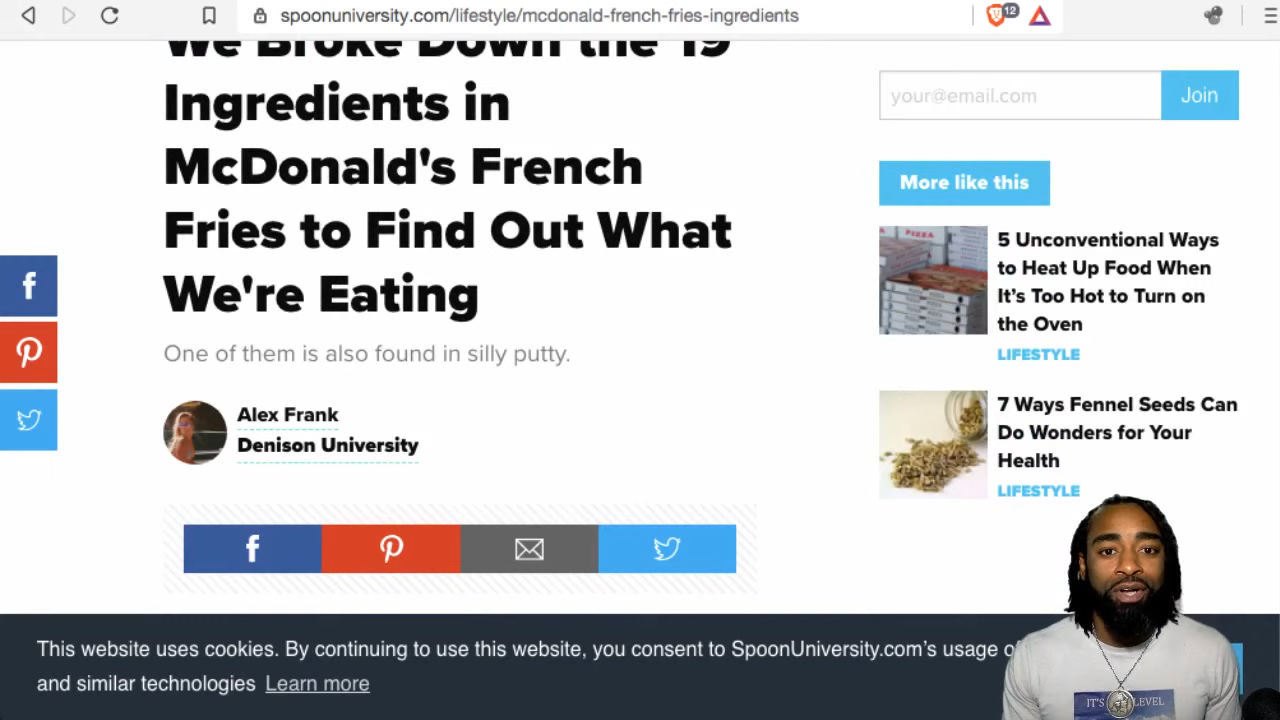 spoonuniversity.com/lifestyle/mcdonald-french-fries-ingredients
12
We Broke Down the 19
Ingredients in
McDonald's French
Fries to Find Out What
We're Eating
One of them is also found in silly putty.
Alex Frank
Denison University
your@email.com
Join
More like this
PIZZA
5 Unconventional Ways
to Heat Up Food When
It's Too Hot to Turn on
the Oven
LIFESTYLE
7 Ways Fennel Seeds Can
Do Wonders for Your
Health
LIFESTYLE
This website uses cookies. By continuing to use this website, you consent to SpoonUniversity.com's usage
and similar technologies Learn more
IT'S LEVEL